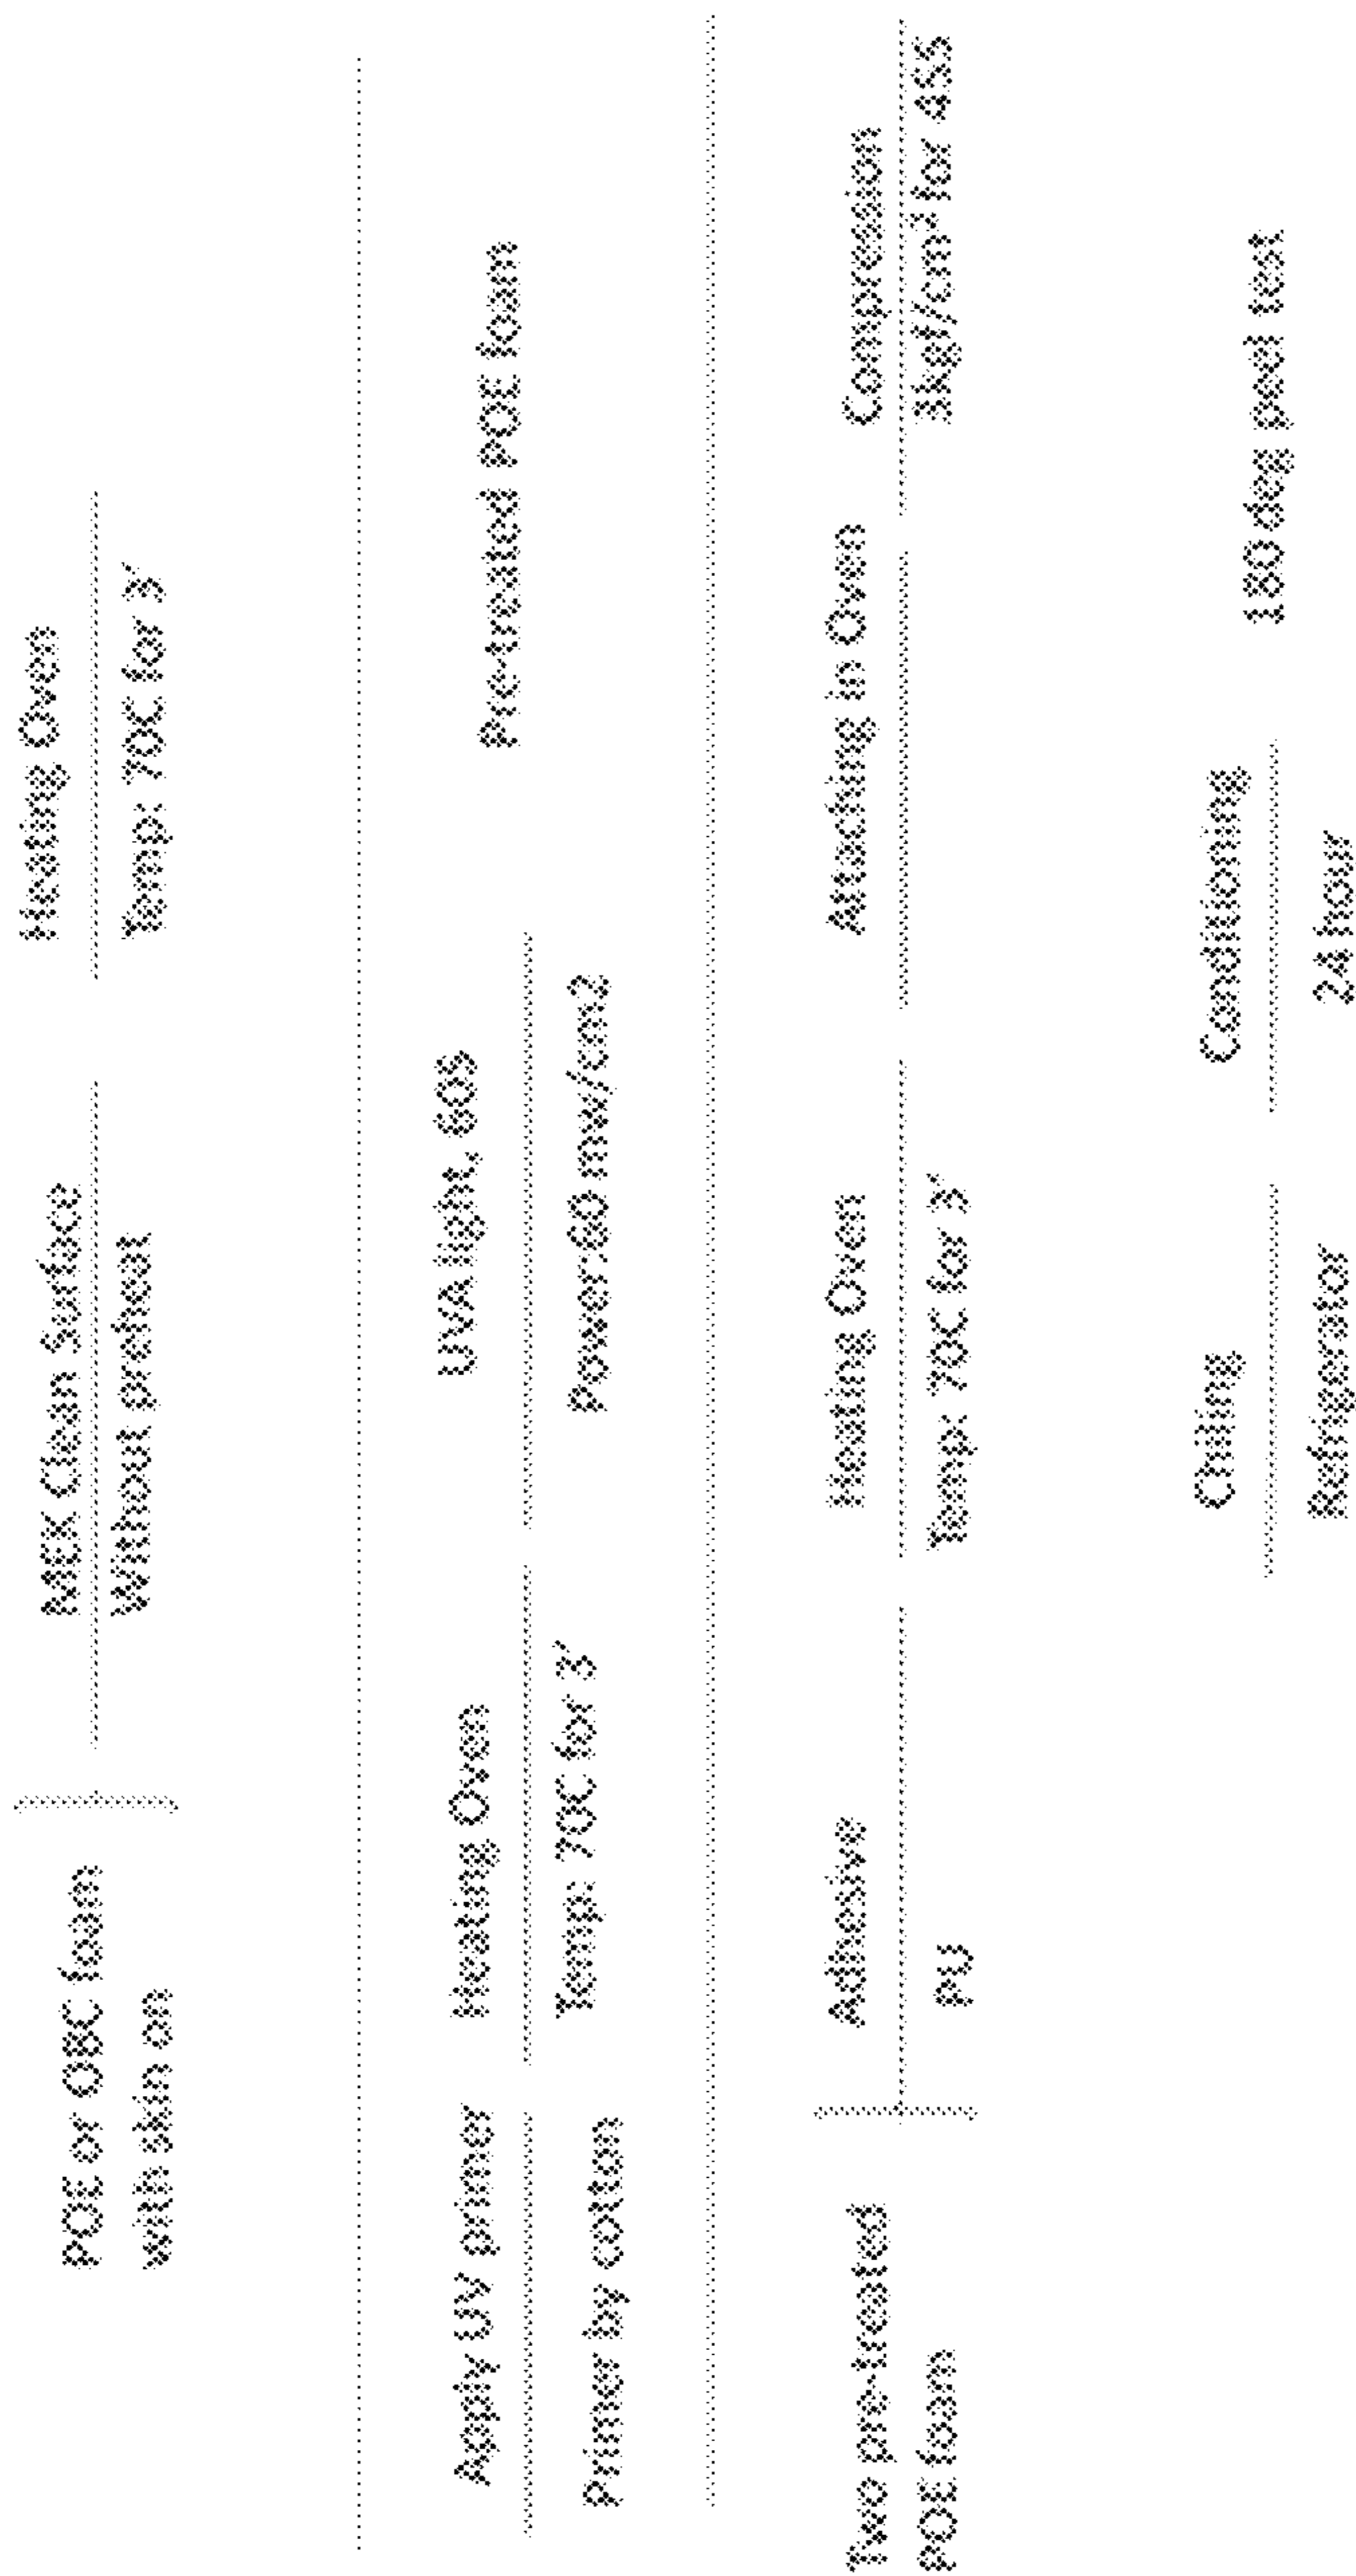 POE or OBC foam
with skin on
MEK Clean Surface
Without preheat
Heating Oven
Temp: 70C for 3'
Apply UV primer
Primer by cotton
Heating Oven
Temp: 70C for 3'
UVA light, 60S
Power:80 mw/cm2
Pre-treated POE foam
Two pre-treated
POE foam
Adhesive
PU
Heating Oven
Temp: 70C for 3'
Attaching in Oven
Compression
for 45S
Chilling
Refrigerator
Conditioning
24 hour
180 deg peel test